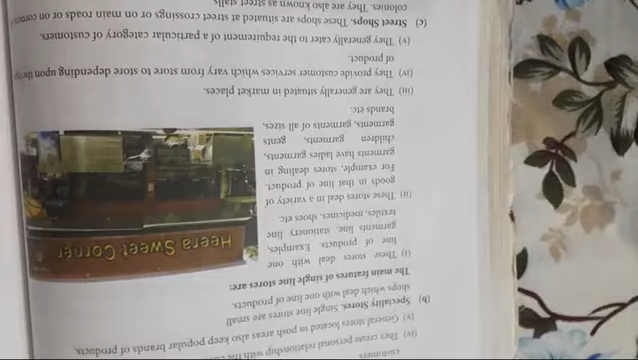 customers
(iv) They create personal relationship with the
(v) General stores located in posh areas also keep popular brands of products.
(b) Specialty Stores. Single line stores are small
shops which deal with one line of products.
The main features of single line stores are:
(i) These stores deal with one
line of products. Examples,
garments line, stationery line
textiles, medicines, shoes etc.
(ii) These stores deal in a variety of
goods in that line of product.
For example, stores dealing in
garments have ladies garments,
children garments, gents
garments, garments of all sizes,
brands etc.
Heera Sweet Corner
(iii) They are generally situated in market places.
(iv) They provide customer services which vary from store to store depending upon the
of product.
(v) They generally cater to the requirement of a particular category of customers.
(c) Street Shops. These shops are situated at street crossings or on main roads or on
colonies. They are also known as street stalls.